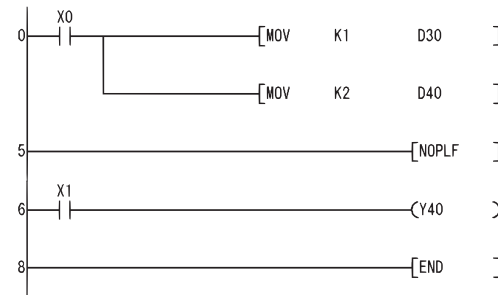 X0
0 [MOV K1 D30 ]
[MOV K2 D40 ]
5 [NOPLF ]
X1
6 (Y40 )
8 [END ]